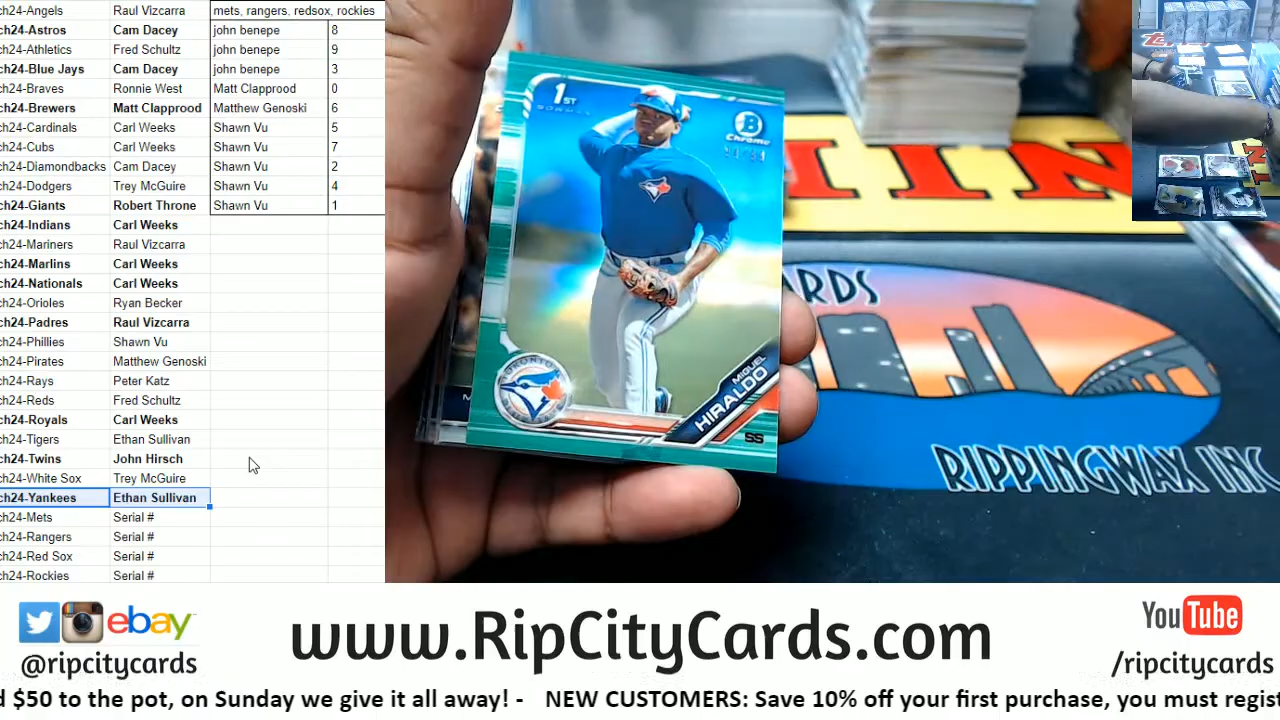 ch24-Angels Raul Vizcarra mets, rangers, redsox, rockies
ch24-Astros Cam Dacey john benepe 8
ch24-Athletics Fred Schultz john benepe 9
ch24-Blue Jays Cam Dacey john benepe 3
ch24-Braves Ronnie West Matt Clapprood 0
ch24-Brewers Matt Clapprood Matthew Genoski 6
ch24-Cardinals Carl Weeks Shawn Vu 5
ch24-Cubs Carl Weeks Shawn Vu 7
ch24-Diamondbacks Cam Dacey Shawn Vu 2
ch24-Dodgers Trey McGuire Shawn Vu 4
ch24-Giants Robert Throne Shawn Vu 1
ch24-Indians Carl Weeks
ch24-Mariners Raul Vizcarra
ch24-Marlins Carl Weeks
ch24-Nationals Carl Weeks
ch24-Orioles Ryan Becker
ch24-Padres Raul Vizcarra
ch24-Phillies Shawn Vu
ch24-Pirates Matthew Genoski
ch24-Rays Peter Katz
ch24-Reds Fred Schultz
ch24-Royals Carl Weeks
ch24-Tigers Ethan Sullivan
ch24-Twins John Hirsch
ch24-White Sox Trey McGuire
ch24-Yankees Ethan Sullivan
ch24-Mets Serial #
ch24-Rangers Serial #
ch24-Red Sox Serial #
ch24-Rockies Serial #
1ST
BOWMAN
B
Chrome
TORONTO
MIGUEL
HIRALDO
SS
ININ
ARDS
RIPPINGWAX INC
ebay
@ripcitycards
www.RipCityCards.com
YouTube
/ripcitycards
d $50 to the pot, on Sunday we give it all away! - NEW CUSTOMERS: Save 10% off your first purchase, you must regist